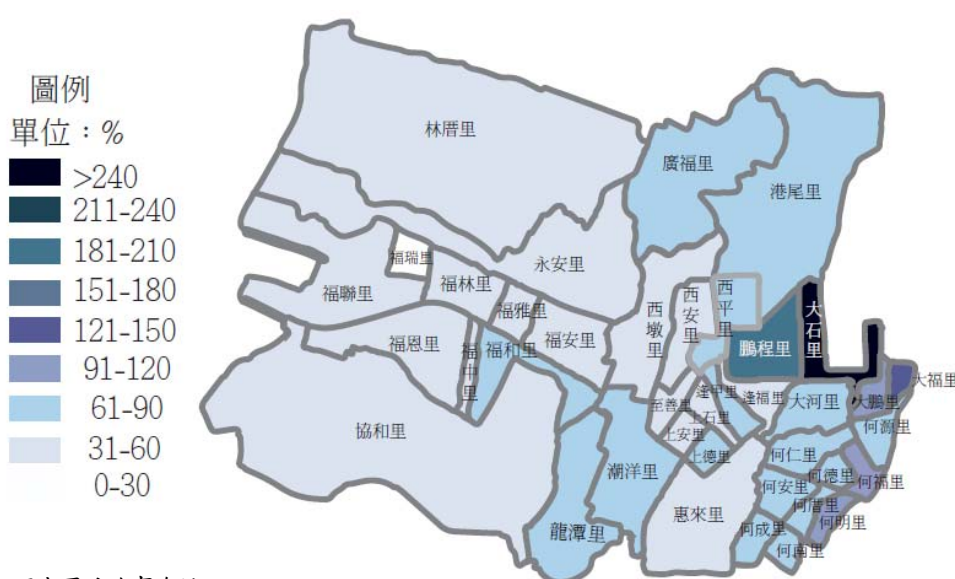 圖例
單位：%
>240
211-240
181-210
151-180
121-150
91-120
61-90
31-60
0-30
林厝里
廣福里
港尾里
福瑞里
永安里
福聯里
福林里
福雅里
福安里
福恩里
福中里
福和里
協和里
西墩里
西安里
西平里
大石里
鵬程里
大福里
大鵬里
至善里
逢甲里
逢福里
大河里
何源里
上石里
上安里
上德里
潮洋里
龍潭里
惠來里
何仁里
何德里
何福里
何安里
何厝里
何明里
何成里
何南里